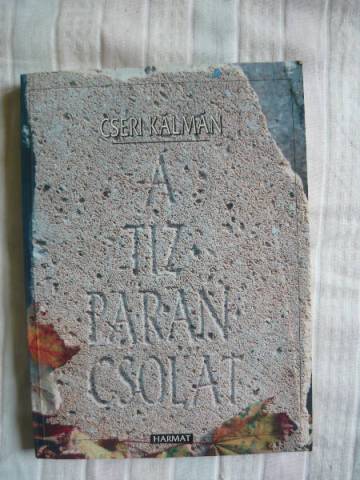 CSERI KÁLMÁN
A
TÍZ
PARAN
CSOLAT
HARMAT